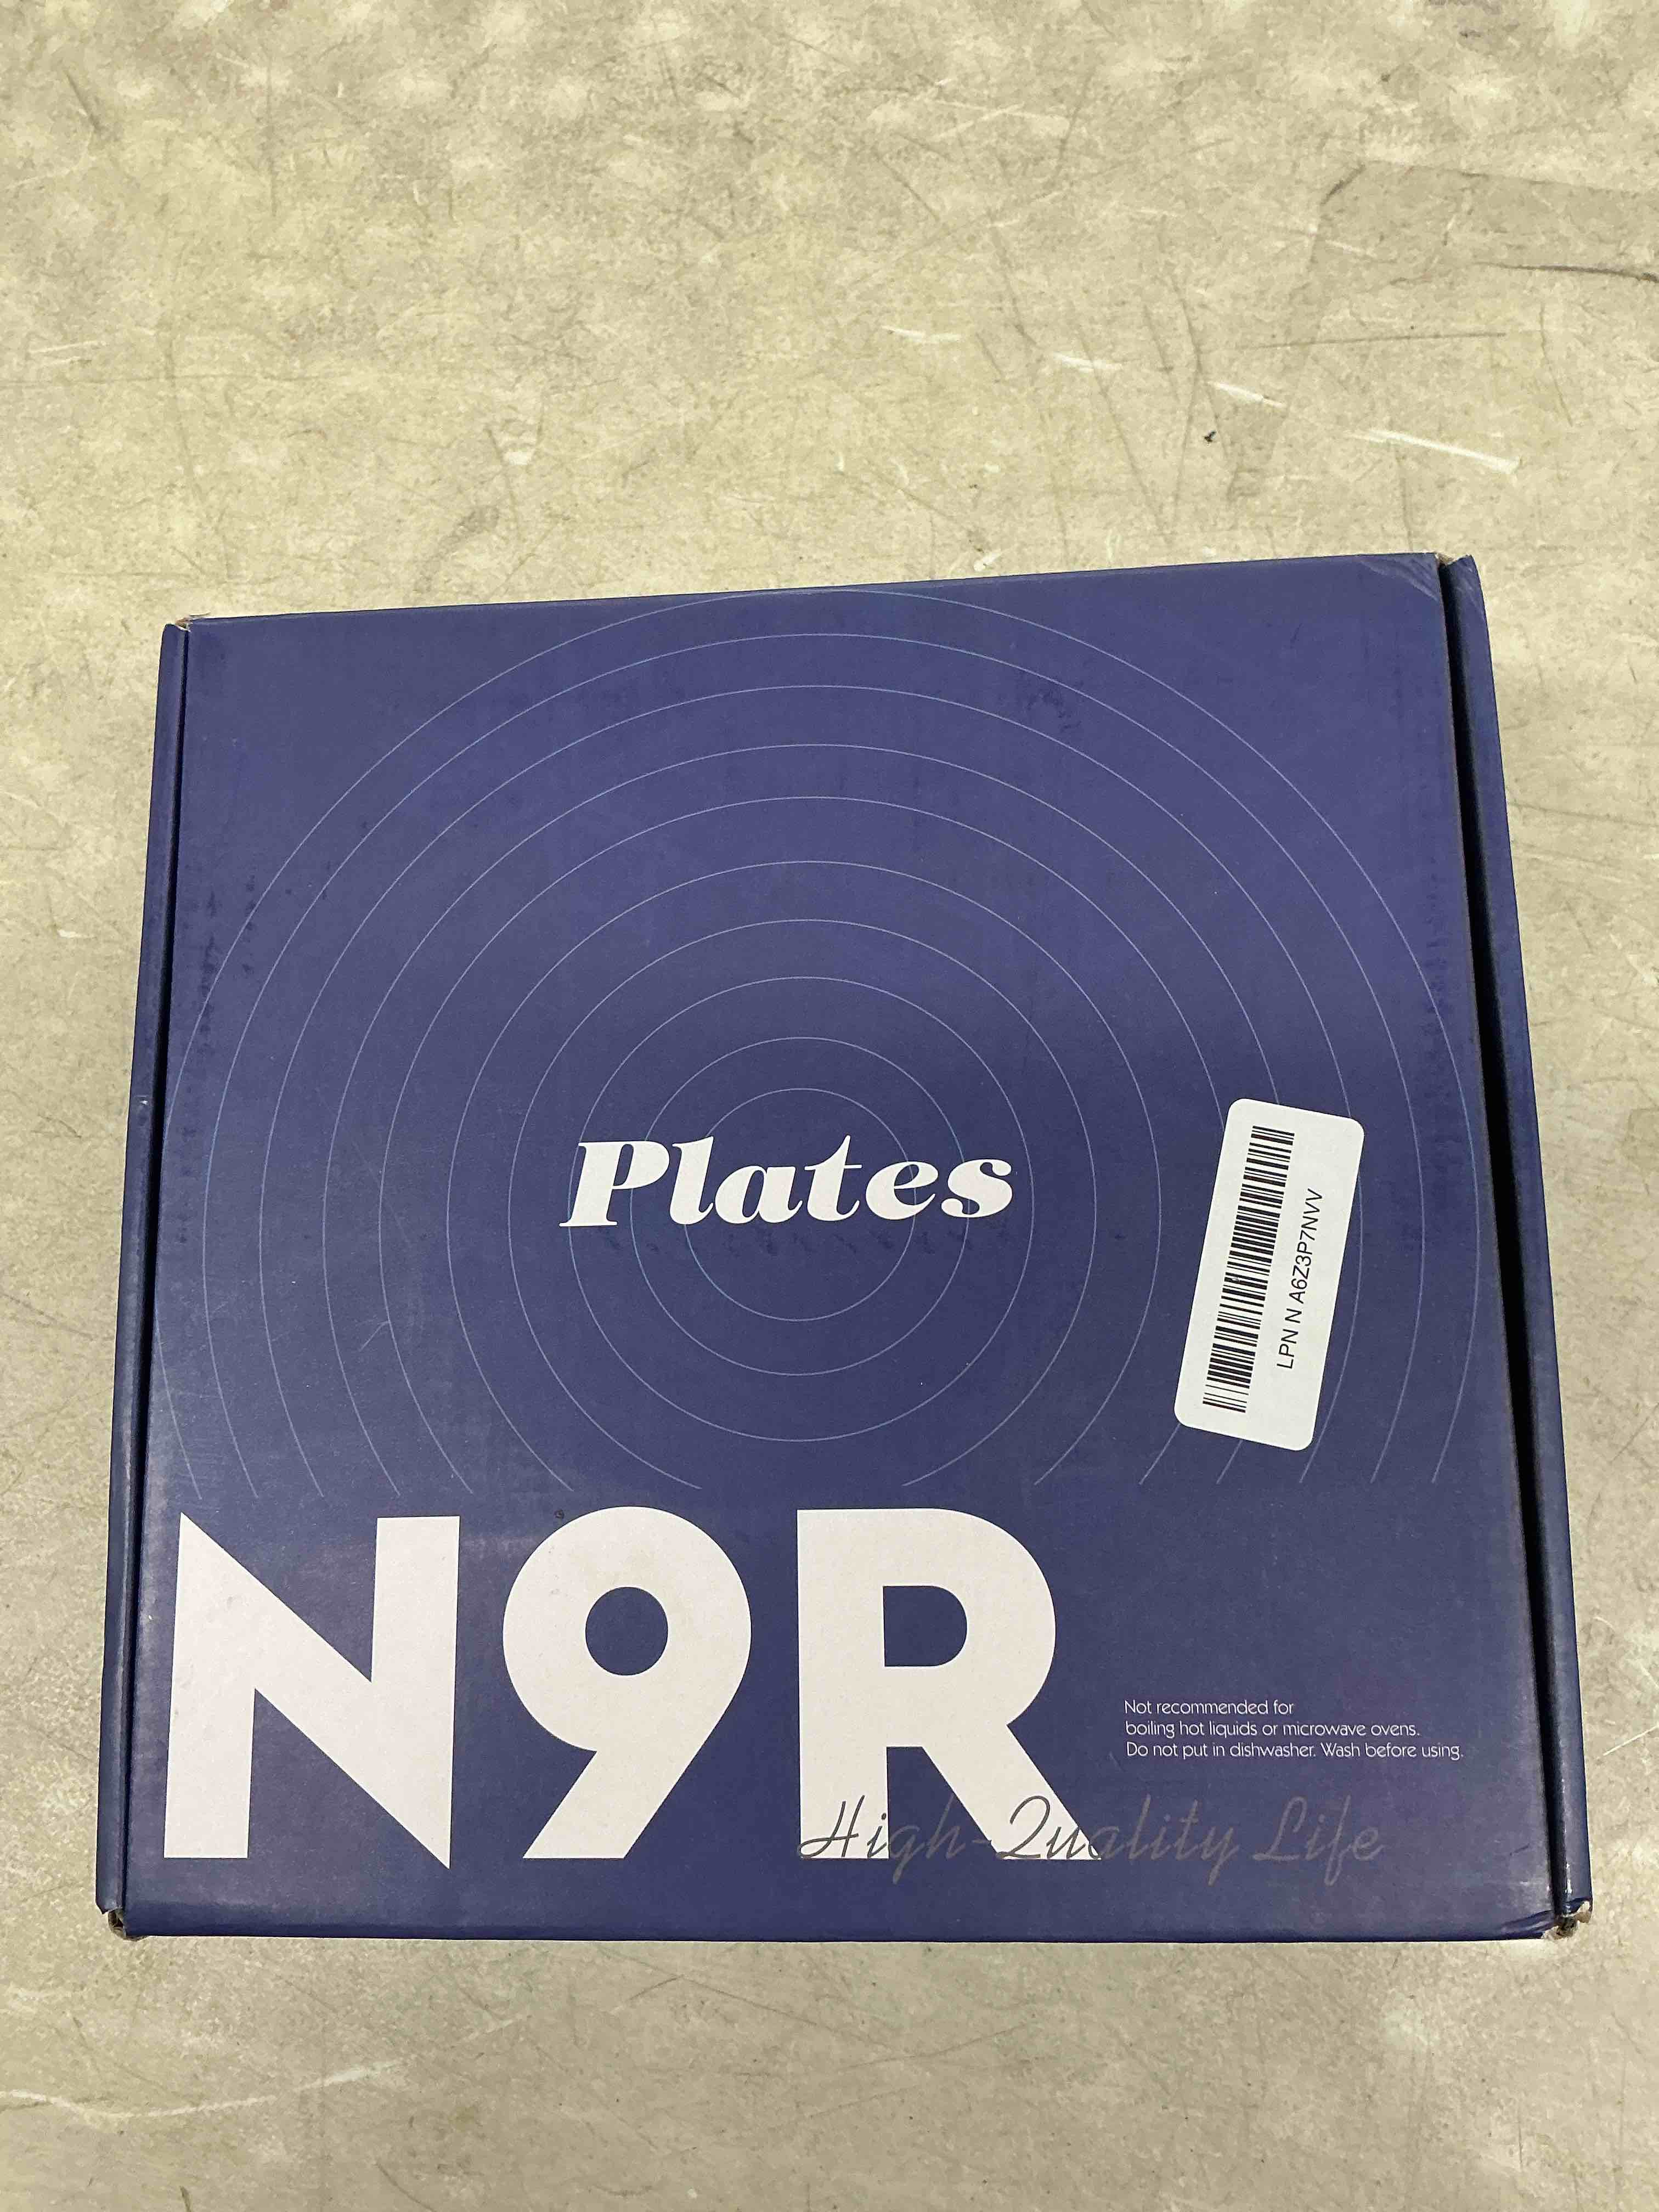 Plates
LPN N A6Z3P7NVV
N9R
Not recommended for
boiling hot liquids or microwave ovens.
Do not put in dishwasher. Wash before using.
High-Quality Life